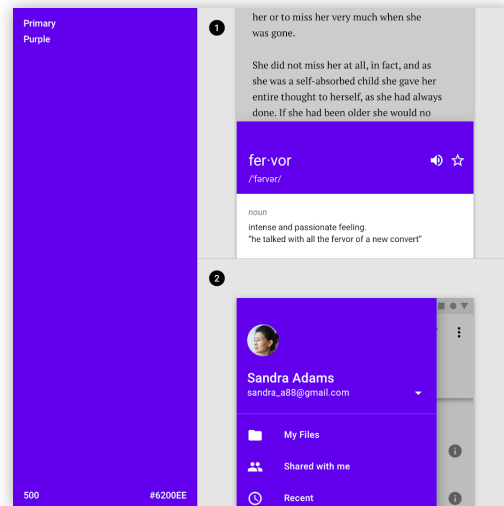 Primary
Purple
500 #6200EE
1
her or to miss her very much when she
was gone.
She did not miss her at all, in fact, and as
she was a self-absorbed child she gave her
entire thought to herself, as she had always
done. If she had been older she would no
fer·vor
/'fərvər/
noun
intense and passionate feeling.
“he talked with all the fervor of a new convert”
2
Sandra Adams
sandra_a88@gmail.com
My Files
Shared with me
Recent